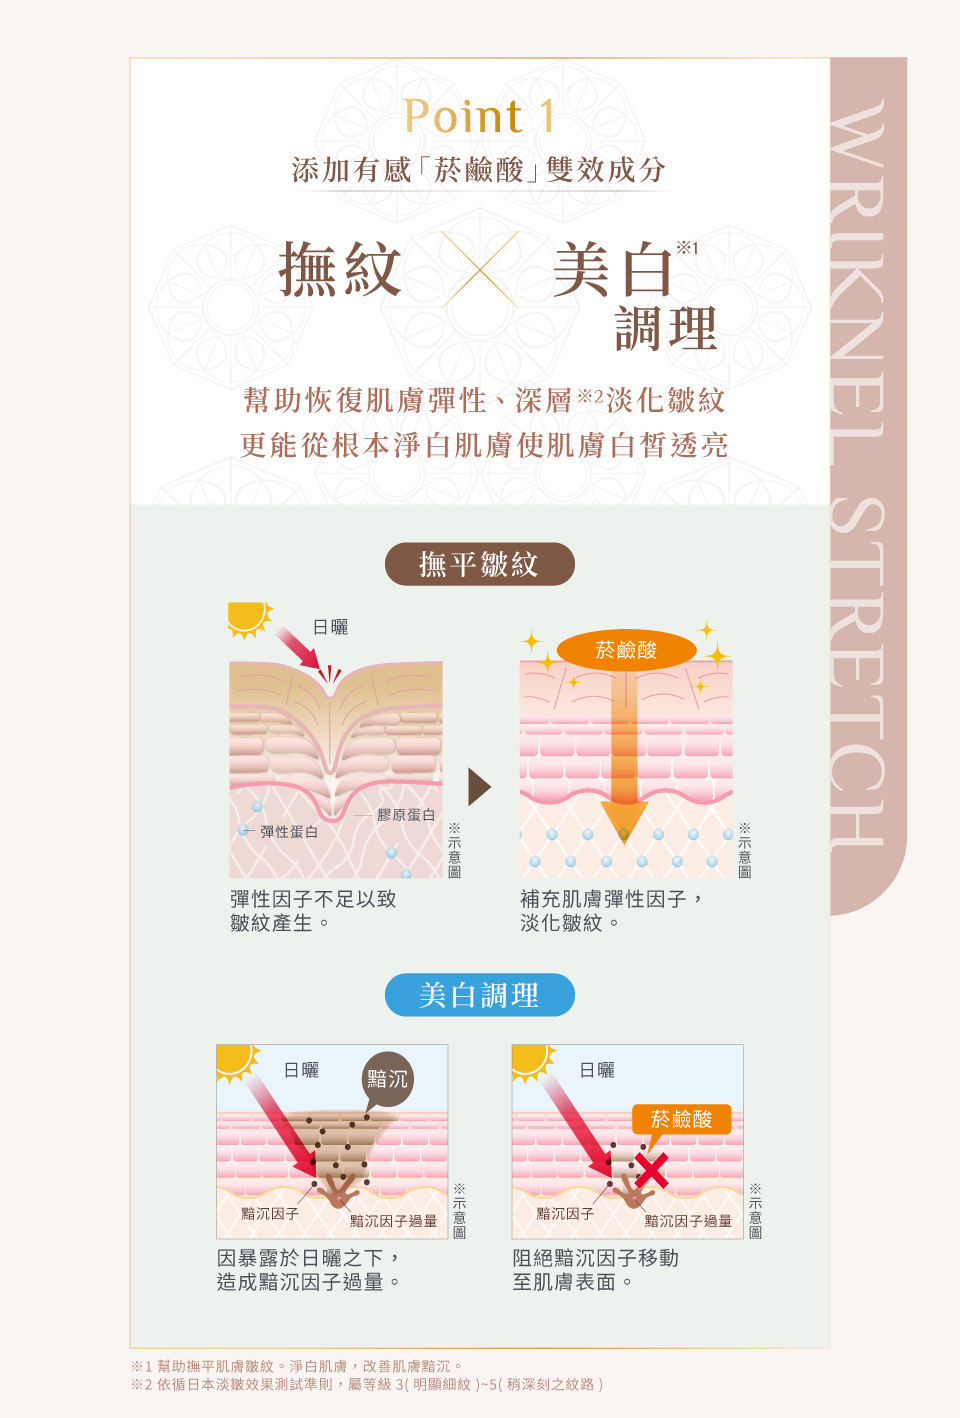 Point 1
添加有感「菸鹼酸」雙效成分
撫紋
美白※1
調理
幫助恢復肌膚彈性、深層※2淡化皺紋
更能從根本淨白肌膚使肌膚白皙透亮
WRIKNEL STRETCH
撫平皺紋
日曬
彈性蛋白
膠原蛋白
※示意圖
菸鹼酸
※示意圖
彈性因子不足以致
皺紋產生。
補充肌膚彈性因子，
淡化皺紋。
美白調理
日曬
黯沉
黯沉因子
黯沉因子過量
※示意圖
日曬
菸鹼酸
黯沉因子
黯沉因子過量
※示意圖
因暴露於日曬之下，
造成黯沉因子過量。
阻絕黯沉因子移動
至肌膚表面。
※1 幫助撫平肌膚皺紋。淨白肌膚，改善肌膚黯沉。
※2 依循日本淡皺效果測試準則，屬等級 3( 明顯細紋 )~5( 稍深刻之紋路 )